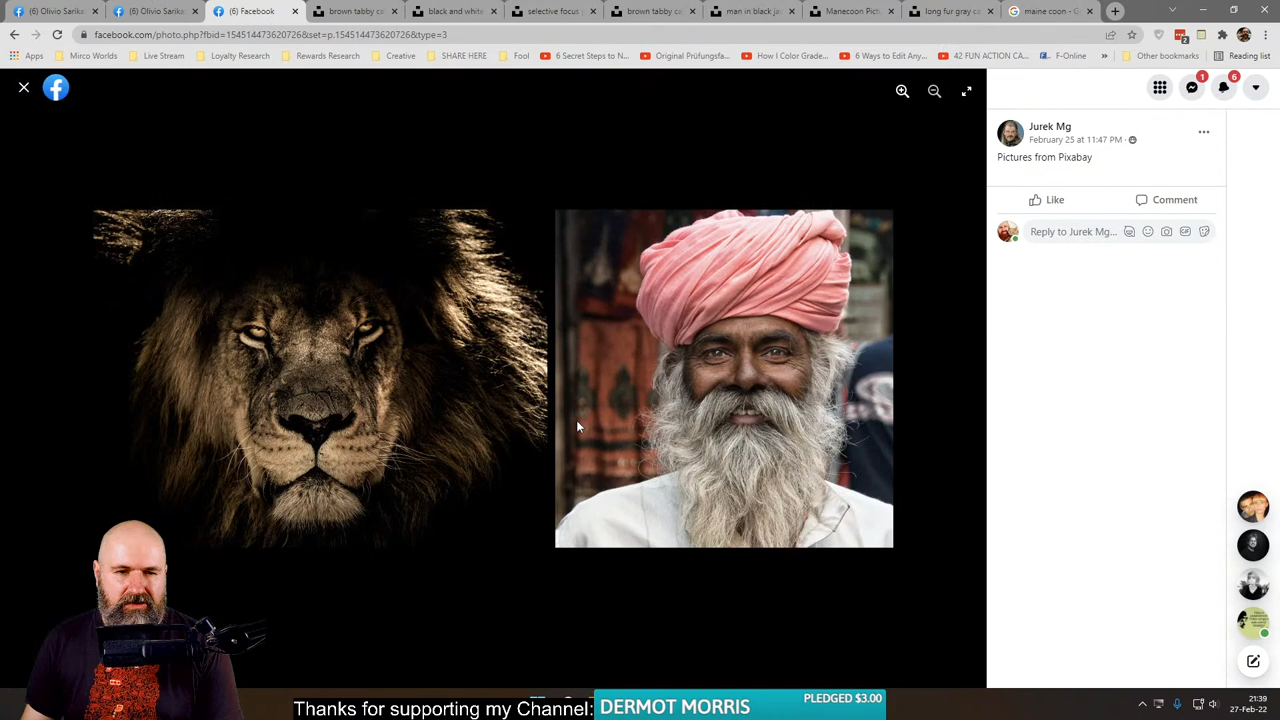 (6) Olivio Sarika
(6) Olivio Sarika
(6) Facebook
brown tabby ca
black and white
selective focus
brown tabby ca
man in black ja
Manecoon Pict
long fur gray c
maine coon - G
facebook.com/photo.php?fbid=154514473620726&set=p.154514473620726&type=3
Apps
Mirco Worlds
Live Stream
Loyalty Research
Rewards Research
Creative
SHARE HERE
Fool
6 Secret Steps to N...
Original Prüfungsfa...
How I Color Grade...
6 Ways to Edit Any...
42 FUN ACTION CA...
F-Online
»
Other bookmarks
Reading list
1
6
Jurek Mg
February 25 at 11:47 PM ·
Pictures from Pixabay
Like
Comment
Reply to Jurek Mg...
Thanks for supporting my Channel:
DERMOT MORRIS
PLEDGED $3.00
21:39
27-Feb-22